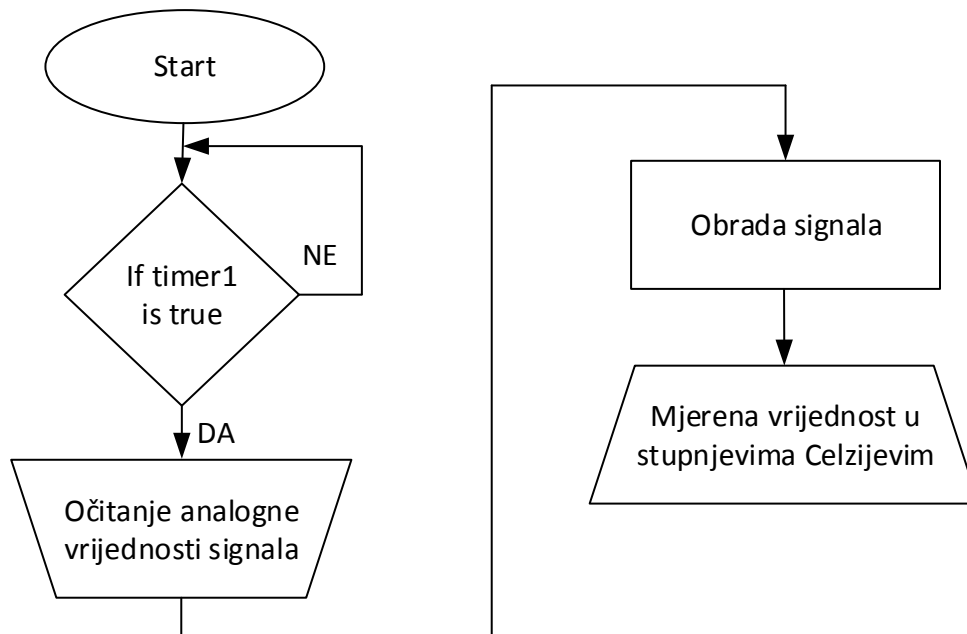 Start
If timer1
is true
NE
DA
Očitanje analogne
vrijednosti signala
Obrada signala
Mjerena vrijednost u
stupnjevima Celzijevim